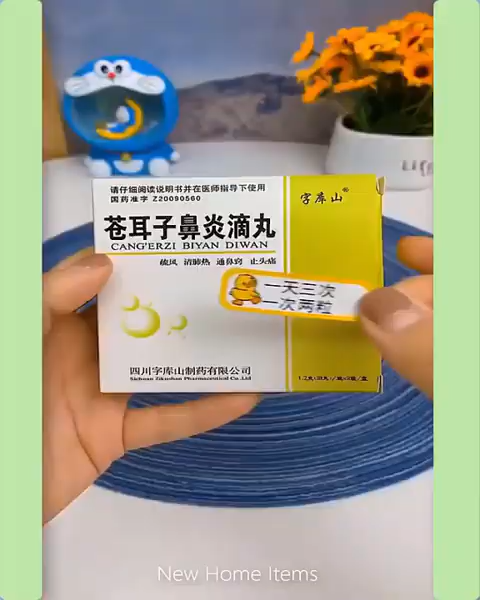 请仔细阅读说明书并在医师指导下使用
国药准字 Z20090560
字库山®
苍耳子鼻炎滴丸
CANG'ERZI BIYAN DIWAN
疏风 清肺热 通鼻窍 止头痛
一天三次
一次两粒
四川字库山制药有限公司
Sichuan Zikushan Pharmaceutical Co.,Ltd
New Home Items